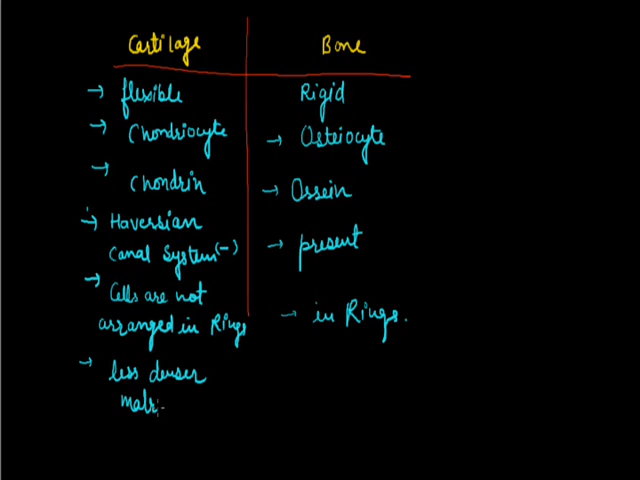 Cartilage Bone
→ flexible Rigid
→ Chondriocyte → Osteiocyte
→ Chondrin → Ossein
→ Haversian
Canal System (-) → present
→ Cells are not
arranged in Rings → in Rings.
→ less denser
matri